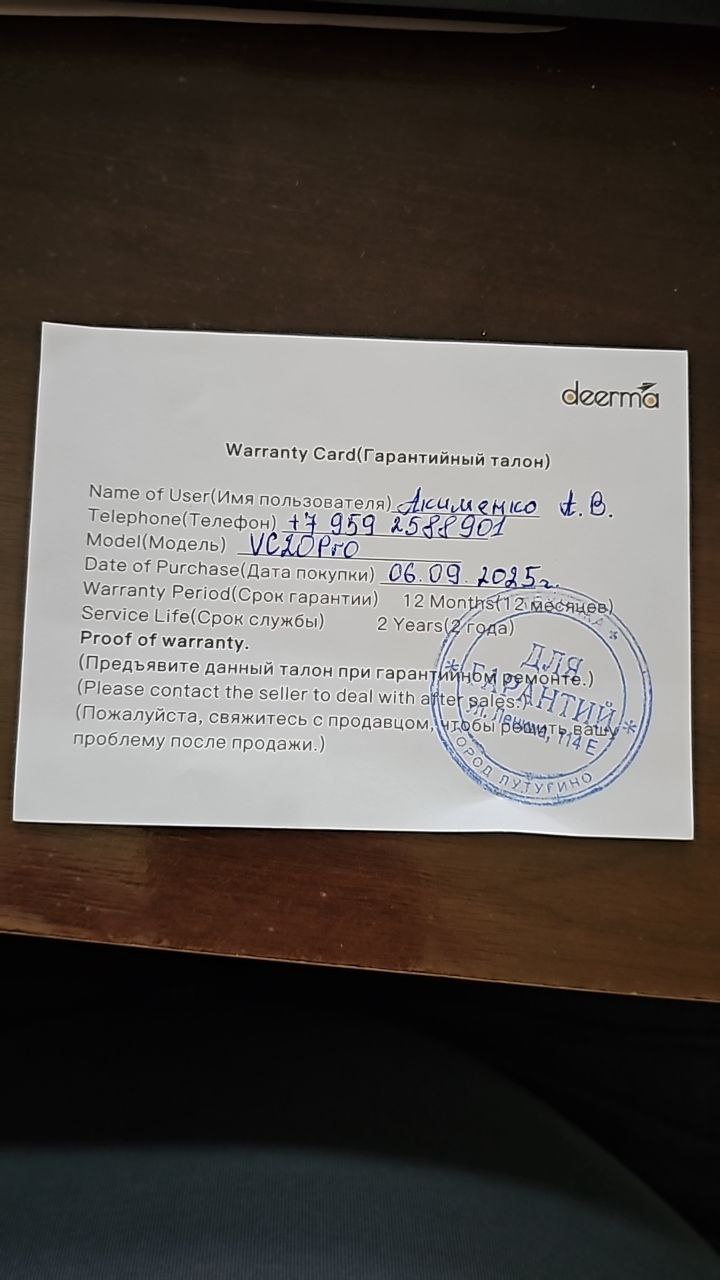 deerma
Warranty Card(Гарантийный талон)
Name of User(Имя пользователя) Акименко А.В.
Telephone(Телефон) +7 959 2588901
Model(Модель) VC20Pro
Date of Purchase(Дата покупки) 06.09.2025г.
Warranty Period(Срок гарантии) 12 Months(12 месяцев)
Service Life(Срок службы) 2 Years(2 года)
Proof of warranty.
(Предъявите данный талон при гарантийном ремонте.)
(Please contact the seller to deal with after sales.)
(Пожалуйста, свяжитесь с продавцом, чтобы решить вашу
проблему после продажи.)
ДЛЯ
ГАРАНТИЙ
ул. Ленина, 114 Е
ГОРОД ЛУТУГИНО